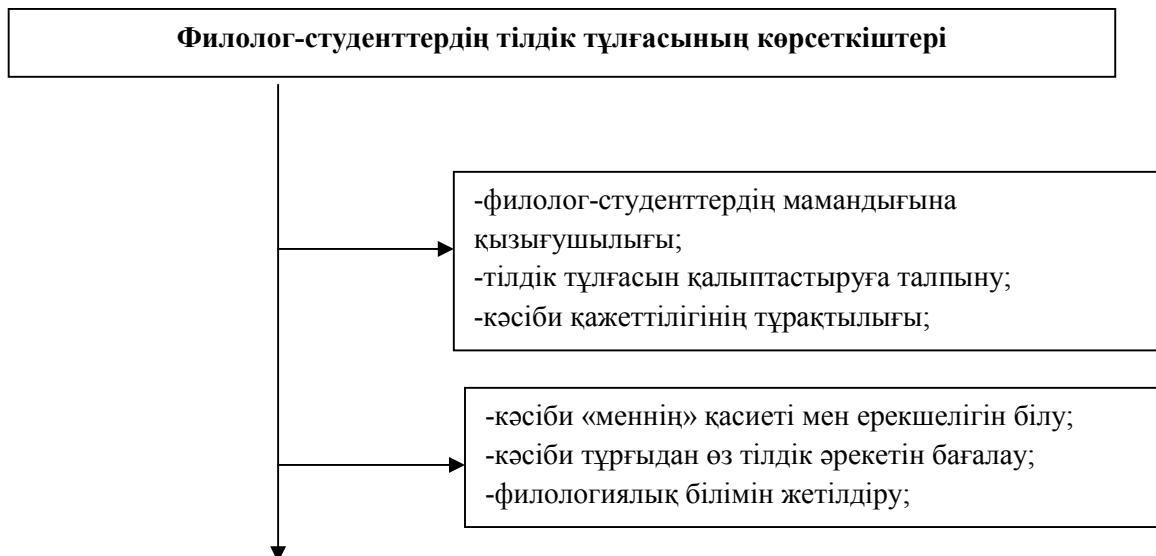 Филолог-студенттердің тілдік тұлғасының көрсеткіштері
-филолог-студенттердің мамандығына
қызығушылығы;
-тілдік тұлғасын қалыптастыруға талпыну;
-кәсіби қажеттілігінің тұрақтылығы;
-кәсіби «меннің» қасиеті мен ерекшелігін білу;
-кәсіби тұрғыдан өз тілдік әрекетін бағалау;
-филологиялық білімін жетілдіру;